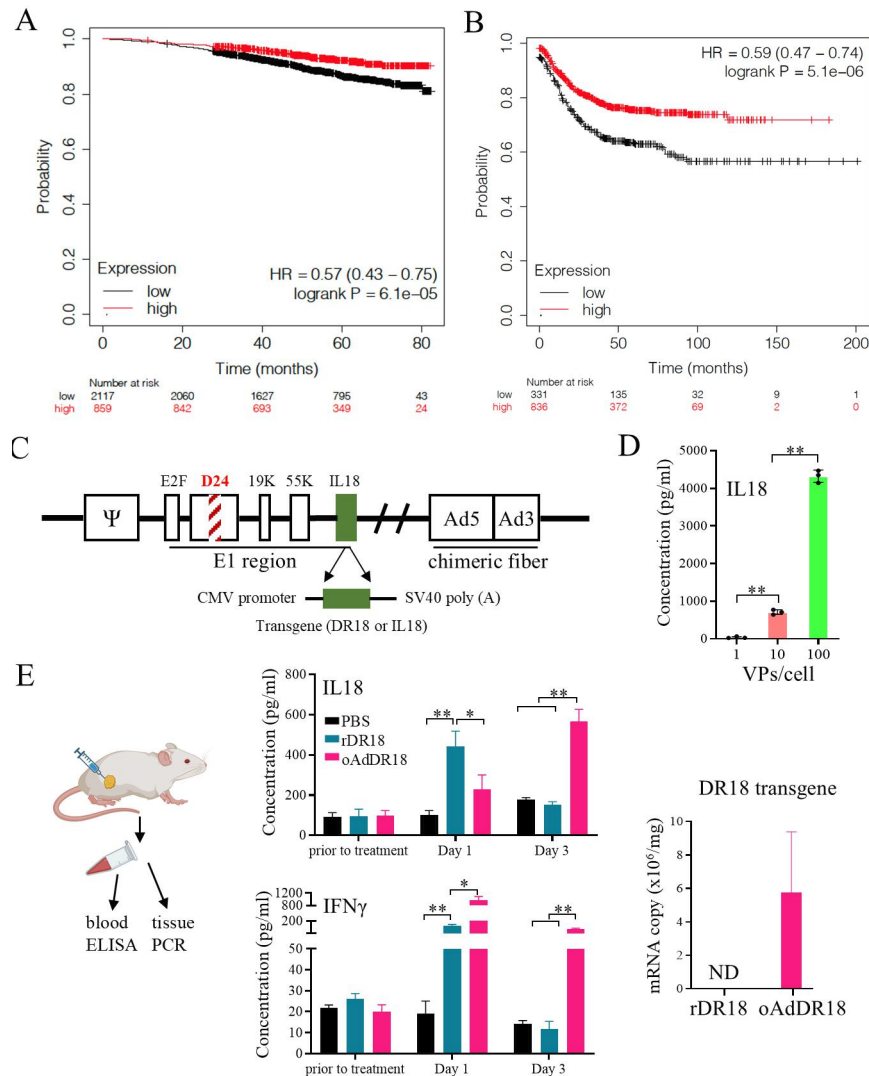 A
1.0
0.8
0.6
0.4
0.2
0.0
Probability
Expression
low
high
HR = 0.57 (0.43 − 0.75)
logrank P = 6.1e−05
0 20 40 60 80
Time (months)
Number at risk
low 2117 2060 1627 795 43
high 859 842 693 349 24
B
1.0
0.8
0.6
0.4
0.2
0.0
Probability
HR = 0.59 (0.47 − 0.74)
logrank P = 5.1e−06
Expression
low
high
0 50 100 150 200
Time (months)
Number at risk
low 331 135 32 9 1
high 836 372 69 2 0
C
E2F D24 19K 55K IL18
Ψ
Ad5 Ad3
E1 region
chimeric fiber
CMV promoter
SV40 poly (A)
Transgene (DR18 or IL18)
D
IL18
**
**
Concentration (pg/ml)
5000
4000
3000
2000
1000
0
1 10 100
VPs/cell
E
blood
ELISA
tissue
PCR
IL18
PBS
rDR18
oAdDR18
Concentration (pg/ml)
800
600
400
200
0
** *
**
prior to treatment Day 1 Day 3
IFNγ
Concentration (pg/ml)
1200
200
200
50
40
30
20
10
0
** *
**
prior to treatment Day 1 Day 3
DR18 transgene
mRNA copy (x10⁶/mg)
10
8
6
4
2
0
ND
rDR18 oAdDR18